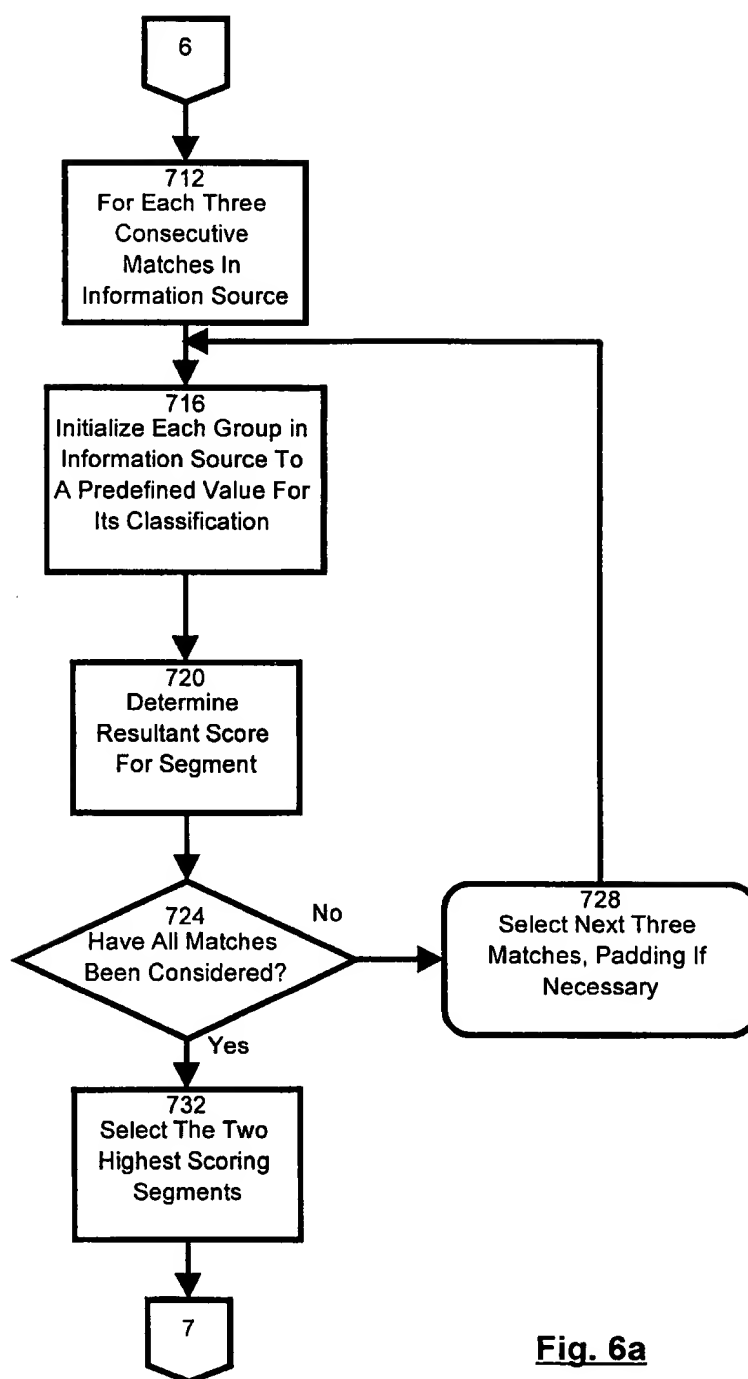 6
712
For Each Three
Consecutive
Matches In
Information Source
716
Initialize Each Group in
Information Source To
A Predefined Value For
Its Classification
720
Determine
Resultant Score
For Segment
724
Have All Matches
Been Considered?
No
728
Select Next Three
Matches, Padding If
Necessary
Yes
732
Select The Two
Highest Scoring
Segments
7
Fig. 6a